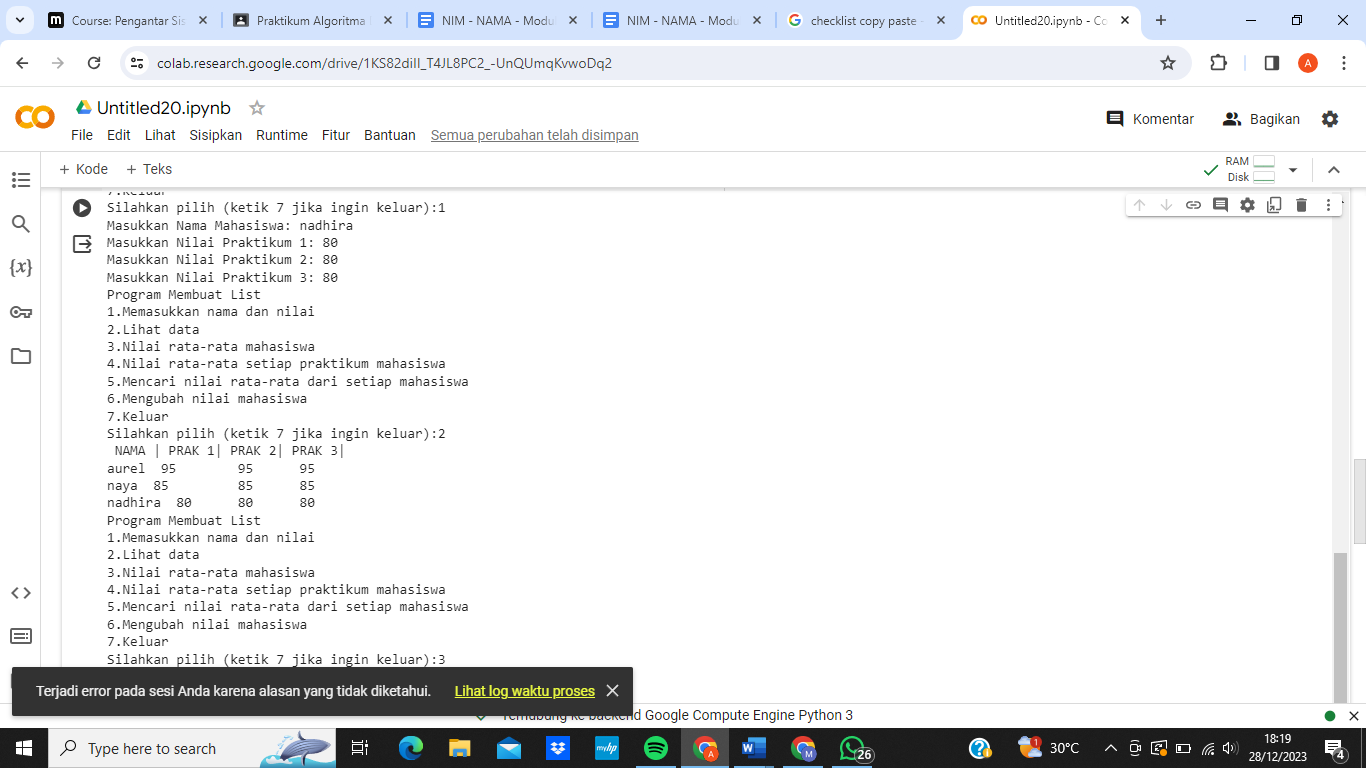 Course: Pengantar Sis
Praktikum Algoritma
NIM - NAMA - Modu
NIM - NAMA - Modu
checklist copy paste
Untitled20.ipynb - Co
colab.research.google.com/drive/1KS82diIl_T4JL8PC2_-UnQUmqKvwoDq2
A
CO
Untitled20.ipynb
File Edit Lihat Sisipkan Runtime Fitur Bantuan Semua perubahan telah disimpan
Komentar
Bagikan
+ Kode + Teks
RAM
Disk
7.Keluar
Silahkan pilih (ketik 7 jika ingin keluar):1
Masukkan Nama Mahasiswa: nadhira
Masukkan Nilai Praktikum 1: 80
Masukkan Nilai Praktikum 2: 80
Masukkan Nilai Praktikum 3: 80
Program Membuat List
1.Memasukkan nama dan nilai
2.Lihat data
3.Nilai rata-rata mahasiswa
4.Nilai rata-rata setiap praktikum mahasiswa
5.Mencari nilai rata-rata dari setiap mahasiswa
6.Mengubah nilai mahasiswa
7.Keluar
Silahkan pilih (ketik 7 jika ingin keluar):2
NAMA | PRAK 1| PRAK 2| PRAK 3|
aurel 95 95 95
naya 85 85 85
nadhira 80 80 80
Program Membuat List
1.Memasukkan nama dan nilai
2.Lihat data
3.Nilai rata-rata mahasiswa
4.Nilai rata-rata setiap praktikum mahasiswa
5.Mencari nilai rata-rata dari setiap mahasiswa
6.Mengubah nilai mahasiswa
7.Keluar
Silahkan pilih (ketik 7 jika ingin keluar):3
Terjadi error pada sesi Anda karena alasan yang tidak diketahui. Lihat log waktu proses
Terhubung ke backend Google Compute Engine Python 3
Type here to search
26
30°C
18:19
28/12/2023
4